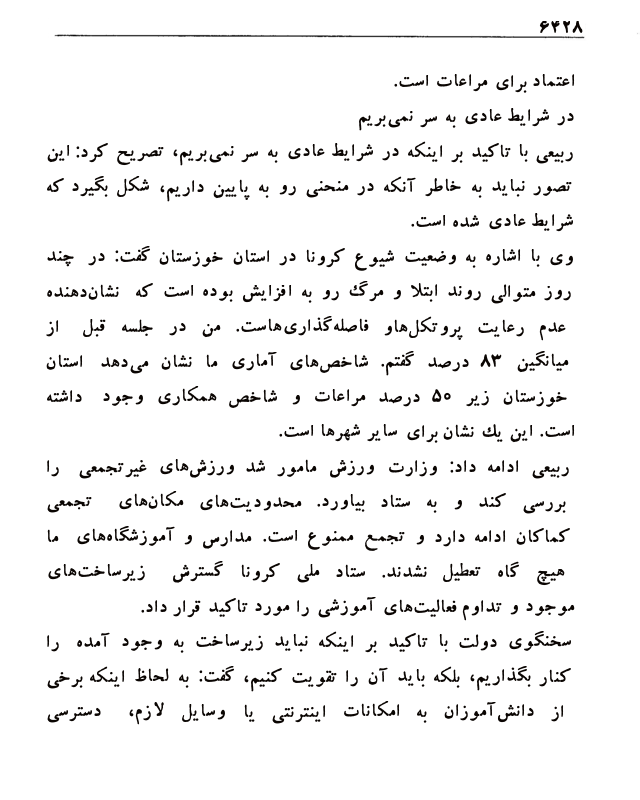 ۶۴۲۸
اعتماد برای مراعات است.
در شرایط عادی به سر نمی‌بریم
ربیعی با تاکید بر اینکه در شرایط عادی به سر نمی‌بریم، تصریح کرد: این
تصور نباید به خاطر آنکه در منحنی رو به پایین داریم، شکل بگیرد که
شرایط عادی شده است.
وی با اشاره به وضعیت شیوع کرونا در استان خوزستان گفت: در چند
روز متوالی روند ابتلا و مرگ رو به افزایش بوده است که نشان‌دهنده
عدم رعایت پروتکل‌هاو فاصله‌گذاری‌هاست. من در جلسه قبل از
میانگین ۸۳ درصد گفتم. شاخص‌های آماری ما نشان می‌دهد استان
خوزستان زیر ۵۰ درصد مراعات و شاخص همکاری وجود داشته
است. این یك نشان برای سایر شهرها است.
ربیعی ادامه داد: وزارت ورزش مامور شد ورزش‌های غیرتجمعی را
بررسی کند و به ستاد بیاورد. محدودیت‌های مکان‌های تجمعی
کماکان ادامه دارد و تجمع ممنوع است. مدارس و آموزشگاه‌های ما
هیچ گاه تعطیل نشدند. ستاد ملی کرونا گسترش زیرساخت‌های
موجود و تداوم فعالیت‌های آموزشی را مورد تاکید قرار داد.
سخنگوی دولت با تاکید بر اینکه نباید زیرساخت به وجود آمده را
کنار بگذاریم، بلکه باید آن را تقویت کنیم، گفت: به لحاظ اینکه برخی
از دانش‌آموزان به امکانات اینترنتی یا وسایل لازم، دسترسی